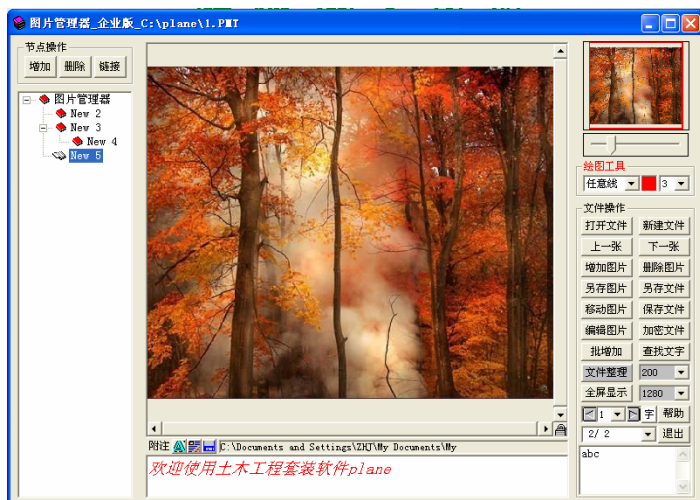 图片管理器_企业版_C:\plane\1.PMT
节点操作
增加 删除 链接
图片管理器
New 2
New 3
New 4
New 5
绘图工具
任意线 3
文件操作
打开文件 新建文件
上一张 下一张
增加图片 删除图片
另存图片 另存文件
移动图片 保存文件
编辑图片 加密文件
批增加 查找文字
文件整理 200
全屏显示 1280
1 字 帮助
2/ 2 退出
abc
附注 C:\Documents and Settings\ZHJ\My Documents\My
欢迎使用土木工程套装软件plane